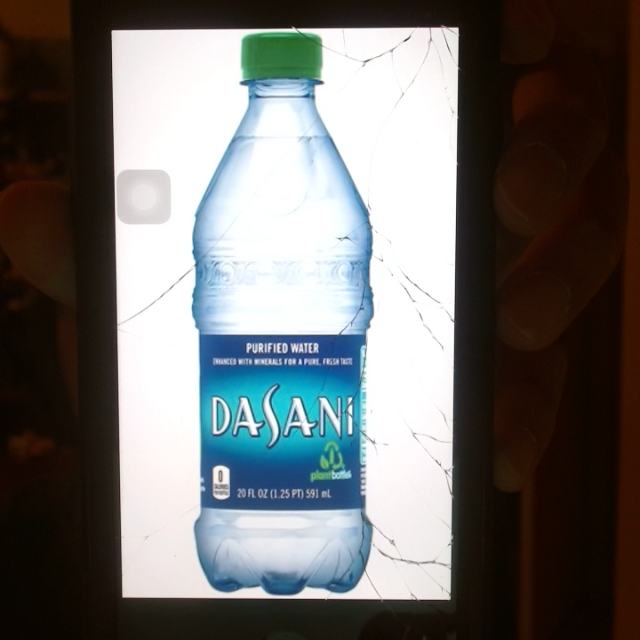 PURIFIED WATER
ENHANCED WITH MINERALS FOR A PURE, FRESH TASTE
DASANI
plantbottle
0
CALORIES
20 FL OZ (1.25 PT) 591 mL